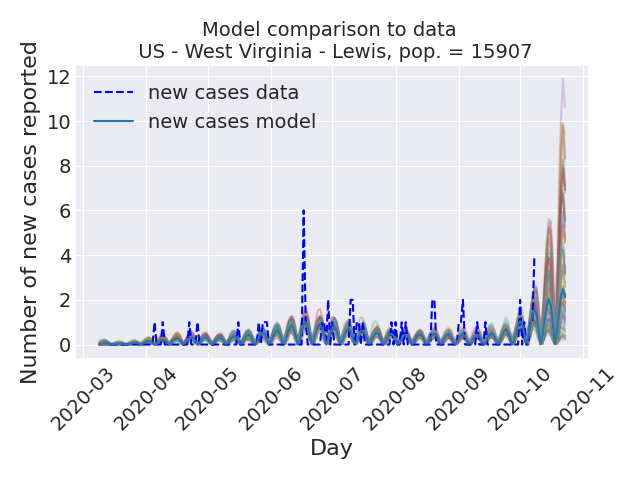 Model comparison to data
US - West Virginia - Lewis, pop. = 15907
Number of new cases reported
12
10
8
6
4
2
0
new cases data
new cases model
2020-03
2020-04
2020-05
2020-06
2020-07
2020-08
2020-09
2020-10
2020-11
Day